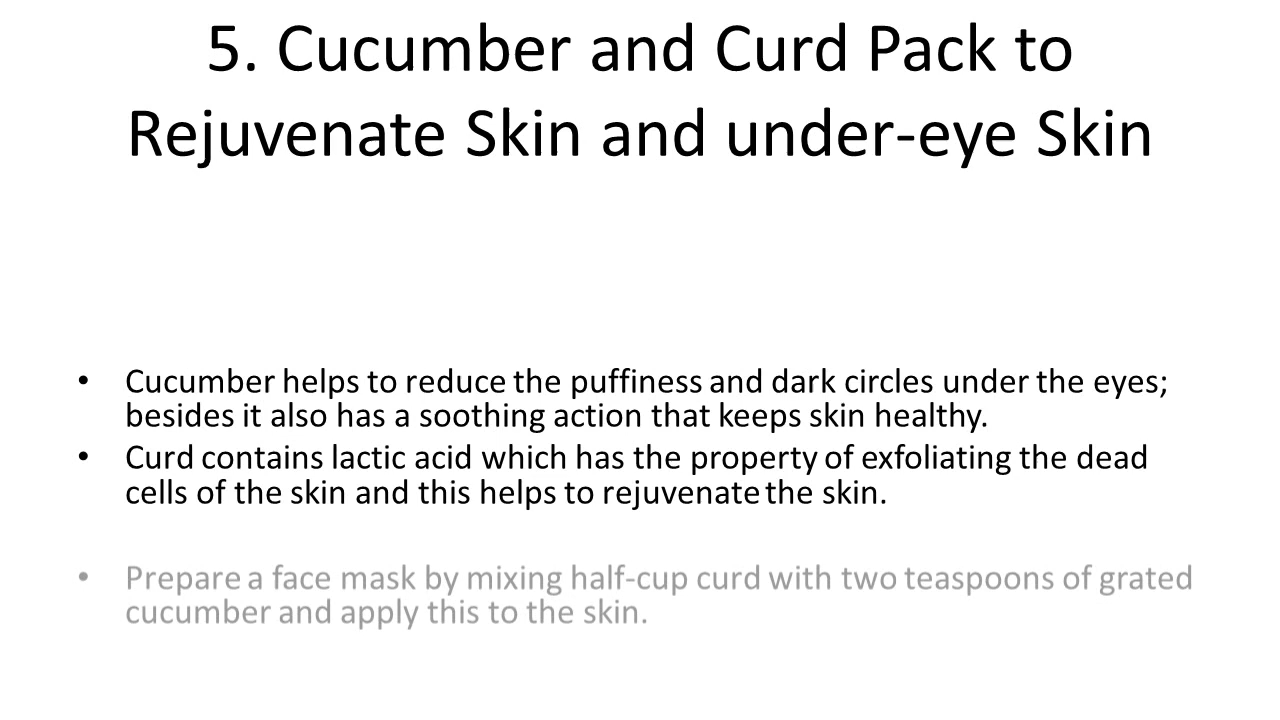 5. Cucumber and Curd Pack to
Rejuvenate Skin and under-eye Skin
• Cucumber helps to reduce the puffiness and dark circles under the eyes;
besides it also has a soothing action that keeps skin healthy.
• Curd contains lactic acid which has the property of exfoliating the dead
cells of the skin and this helps to rejuvenate the skin.
• Prepare a face mask by mixing half-cup curd with two teaspoons of grated
cucumber and apply this to the skin.